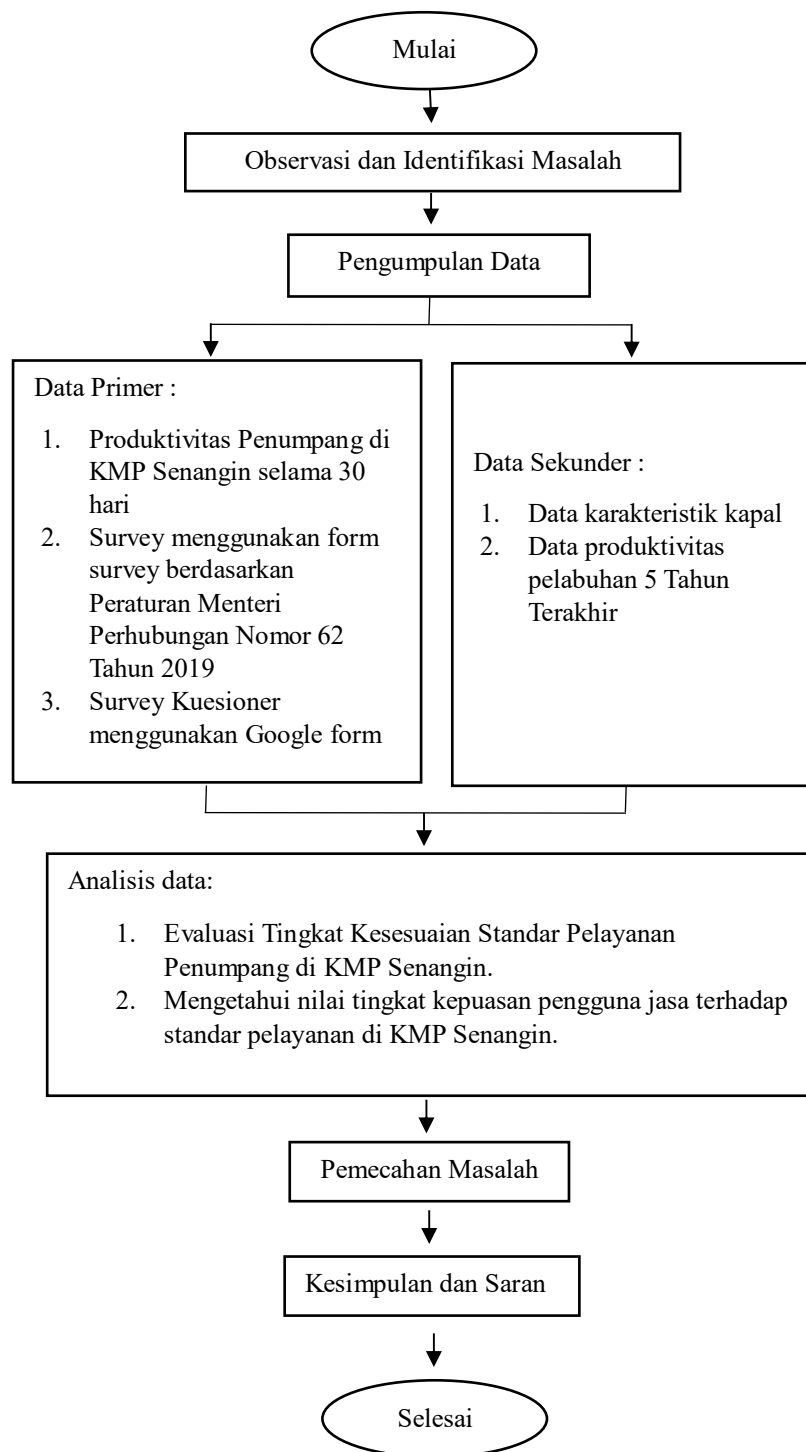 Mulai
Observasi dan Identifikasi Masalah
Pengumpulan Data
Data Primer :
1. Produktivitas Penumpang di
KMP Senangin selama 30
hari
2. Survey menggunakan form
survey berdasarkan
Peraturan Menteri
Perhubungan Nomor 62
Tahun 2019
3. Survey Kuesioner
menggunakan Google form
Data Sekunder :
1. Data karakteristik kapal
2. Data produktivitas
pelabuhan 5 Tahun
Terakhir
Analisis data:
1. Evaluasi Tingkat Kesesuaian Standar Pelayanan
Penumpang di KMP Senangin.
2. Mengetahui nilai tingkat kepuasan pengguna jasa terhadap
standar pelayanan di KMP Senangin.
Pemecahan Masalah
Kesimpulan dan Saran
Selesai